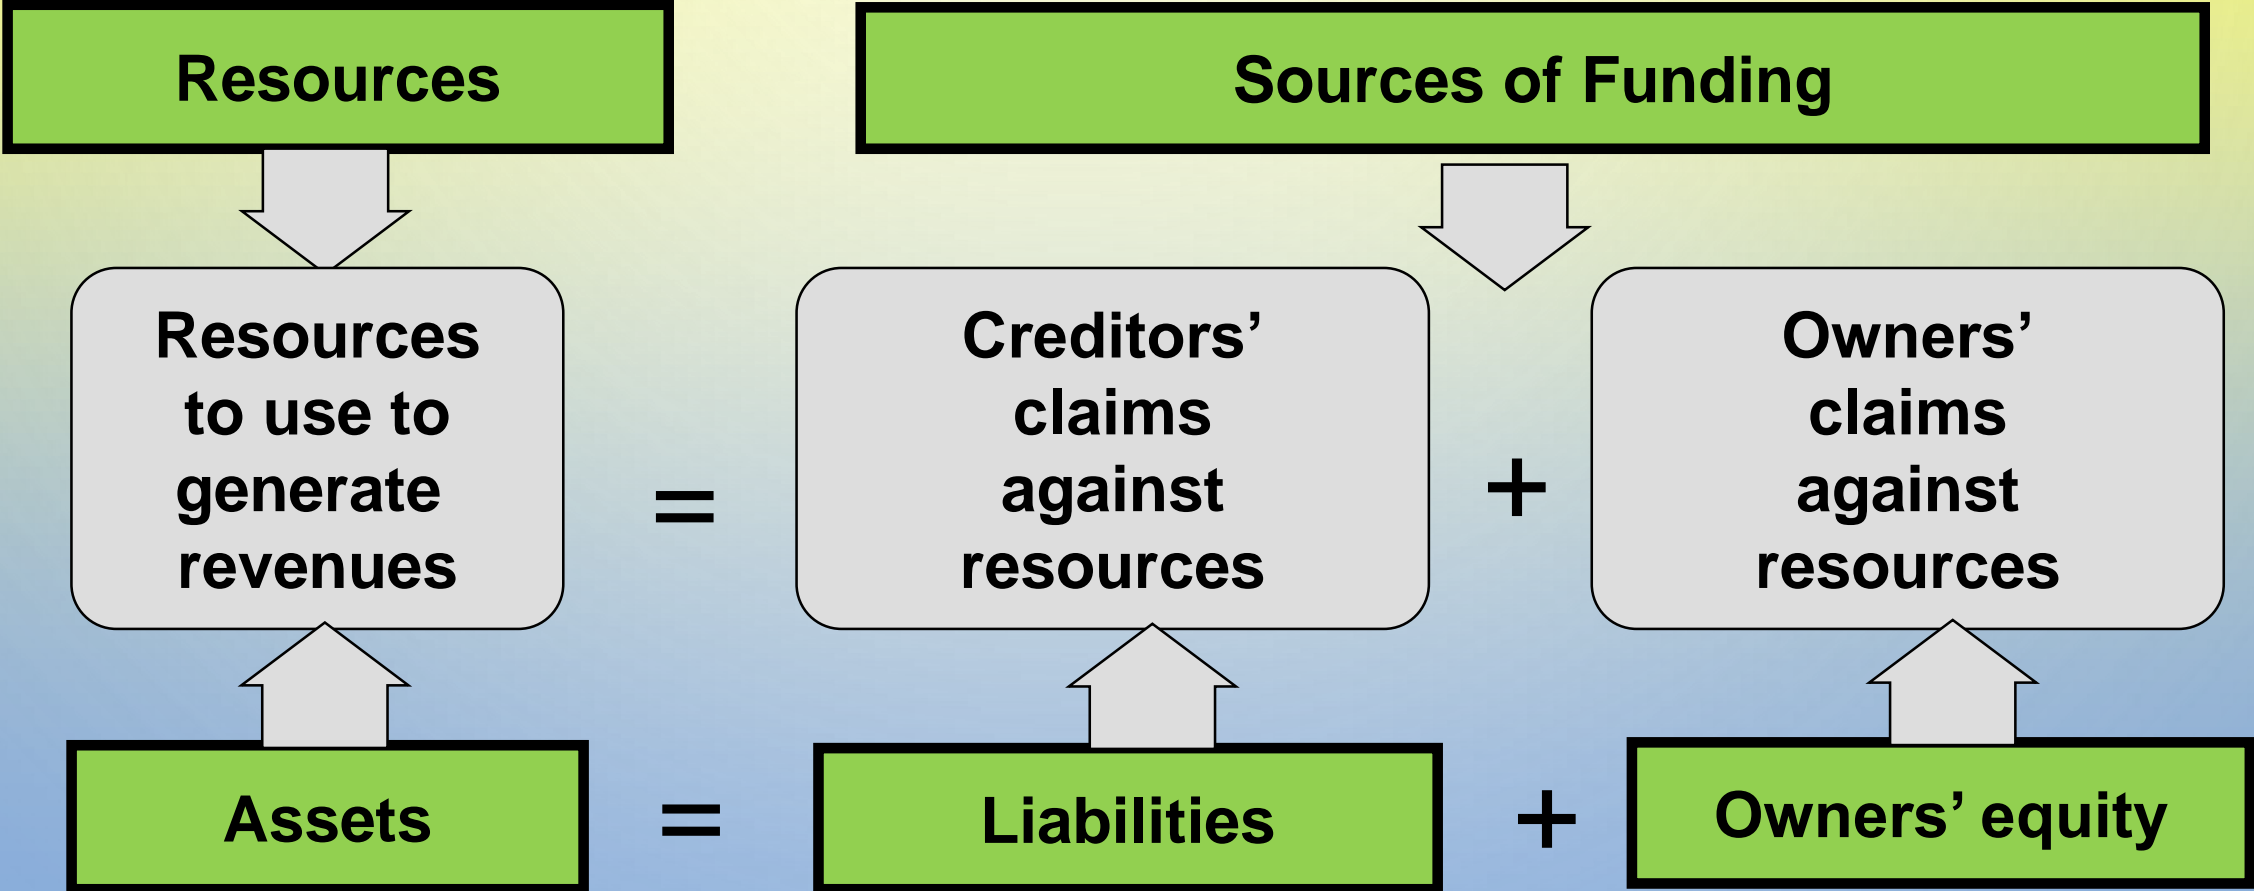 Resources
Sources of Funding
Resources
to use to
generate
revenues
=
Creditors’
claims
against
resources
+
Owners’
claims
against
resources
Assets
=
Liabilities
+
Owners’ equity